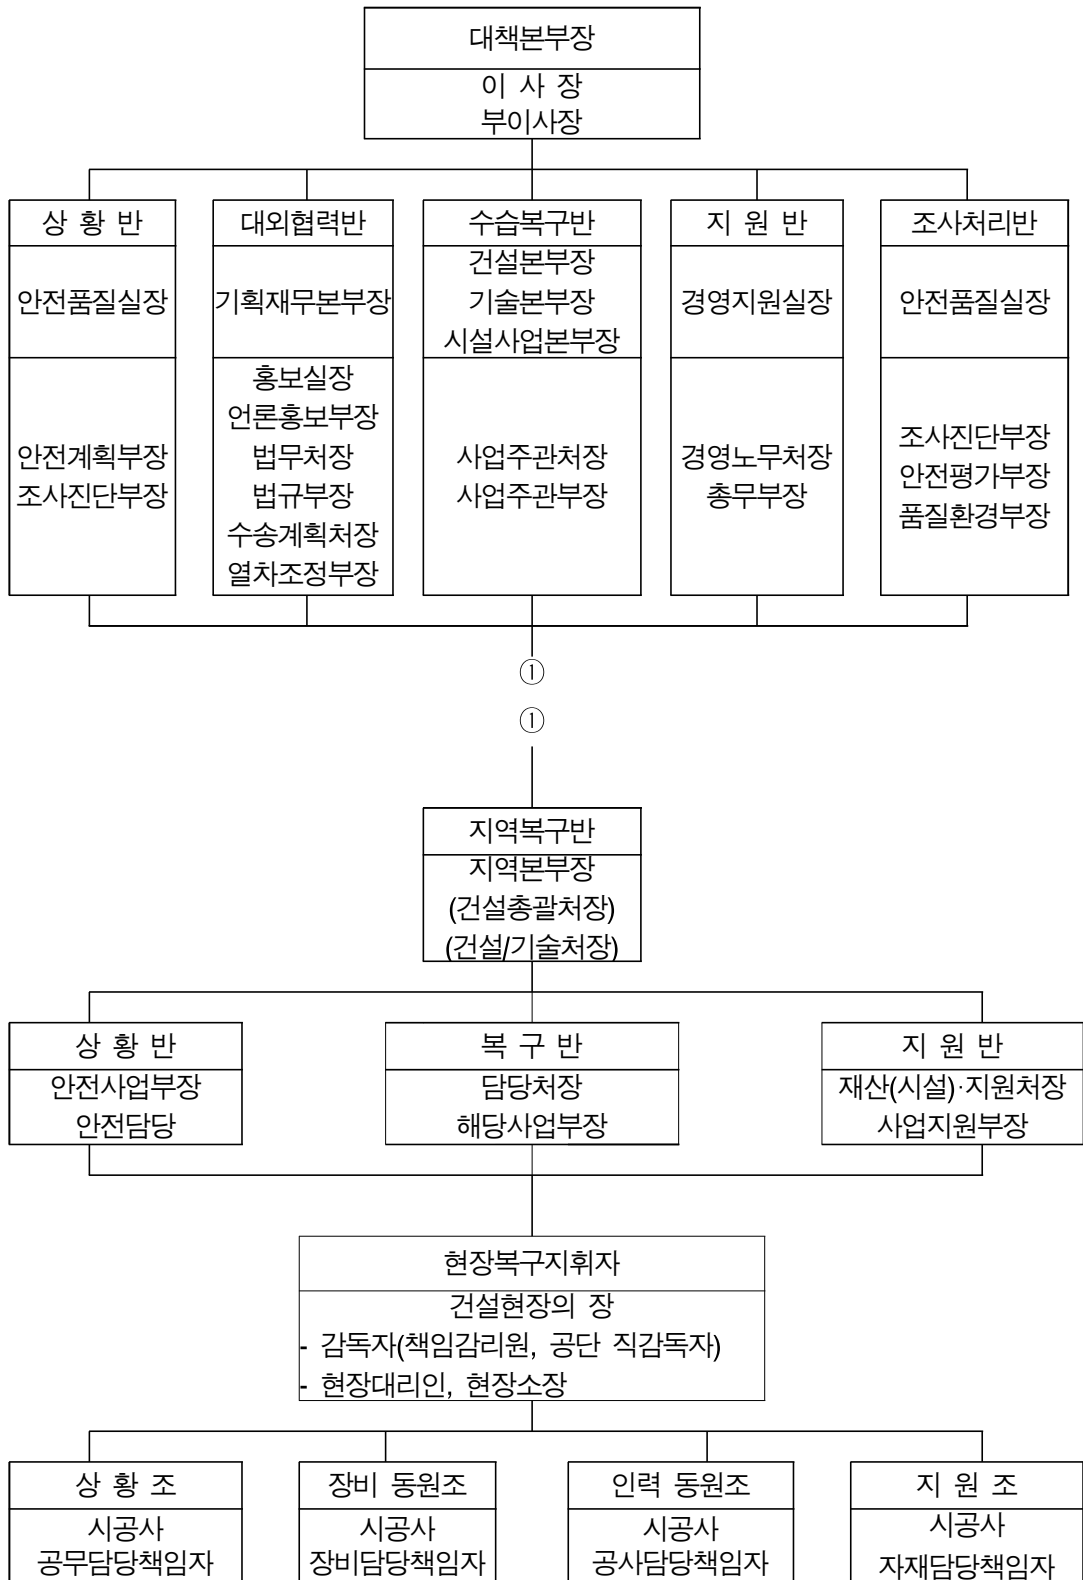 대책본부장
이 사 장
부이사장
상 황 반
안전품질실장
안전계획부장
조사진단부장
대외협력반
기획재무본부장
홍보실장
언론홍보부장
법무처장
법규부장
수송계획처장
열차조정부장
수습복구반
건설본부장
기술본부장
시설사업본부장
사업주관처장
사업주관부장
지 원 반
경영지원실장
경영노무처장
총무부장
조사처리반
안전품질실장
조사진단부장
안전평가부장
품질환경부장
①
①
지역복구반
지역본부장
(건설총괄처장)
(건설/기술처장)
상 황 반
안전사업부장
안전담당
복 구 반
담당처장
해당사업부장
지 원 반
재산(시설)·지원처장
사업지원부장
현장복구지휘자
건설현장의 장
- 감독자(책임감리원, 공단 직감독자)
- 현장대리인, 현장소장
상 황 조
시공사
공무담당책임자
장비 동원조
시공사
장비담당책임자
인력 동원조
시공사
공사담당책임자
지 원 조
시공사
자재담당책임자